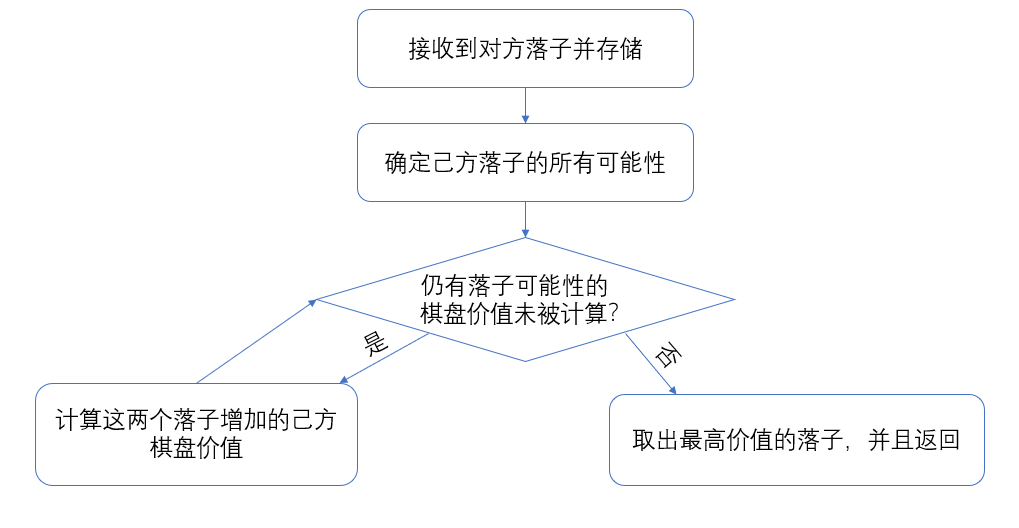 接收到对方落子并存储
确定己方落子的所有可能性
仍有落子可能性的
棋盘价值未被计算？
是
否
计算这两个落子增加的己方
棋盘价值
取出最高价值的落子，并且返回